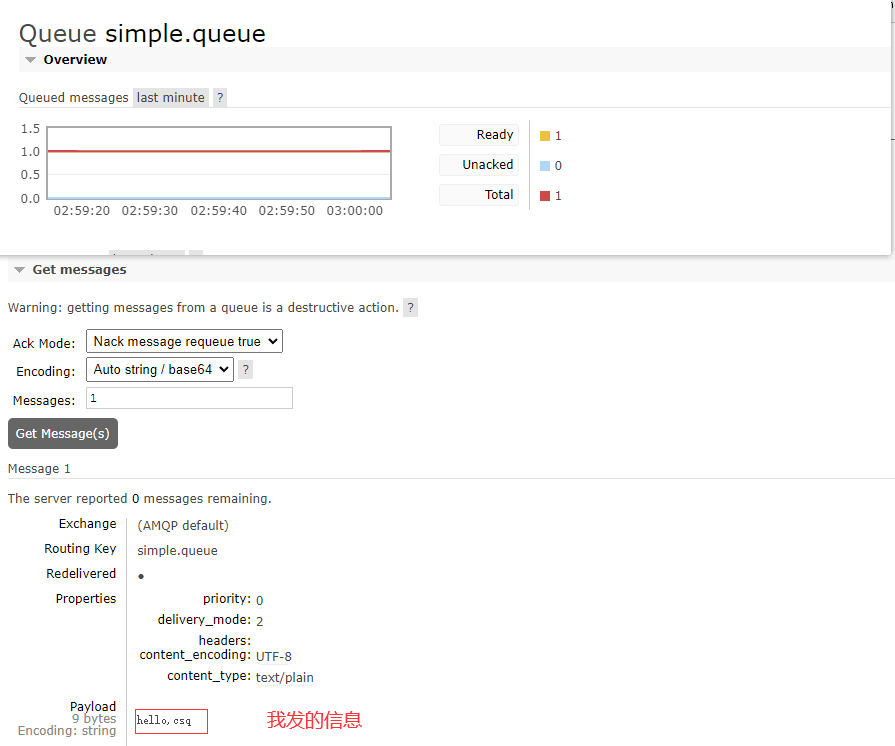 Queue simple.queue
Overview
Queued messages last minute ?
1.5
1.0
0.5
0.0
02:59:20 02:59:30 02:59:40 02:59:50 03:00:00
Ready 1
Unacked 0
Total 1
Get messages
Warning: getting messages from a queue is a destructive action. ?
Ack Mode: Nack message requeue true
Encoding: Auto string / base64 ?
Messages: 1
Get Message(s)
Message 1
The server reported 0 messages remaining.
Exchange (AMQP default)
Routing Key simple.queue
Redelivered ●
Properties priority: 0
delivery_mode: 2
headers:
content_encoding: UTF-8
content_type: text/plain
Payload
9 bytes
Encoding: string
hello,csq
我发的信息